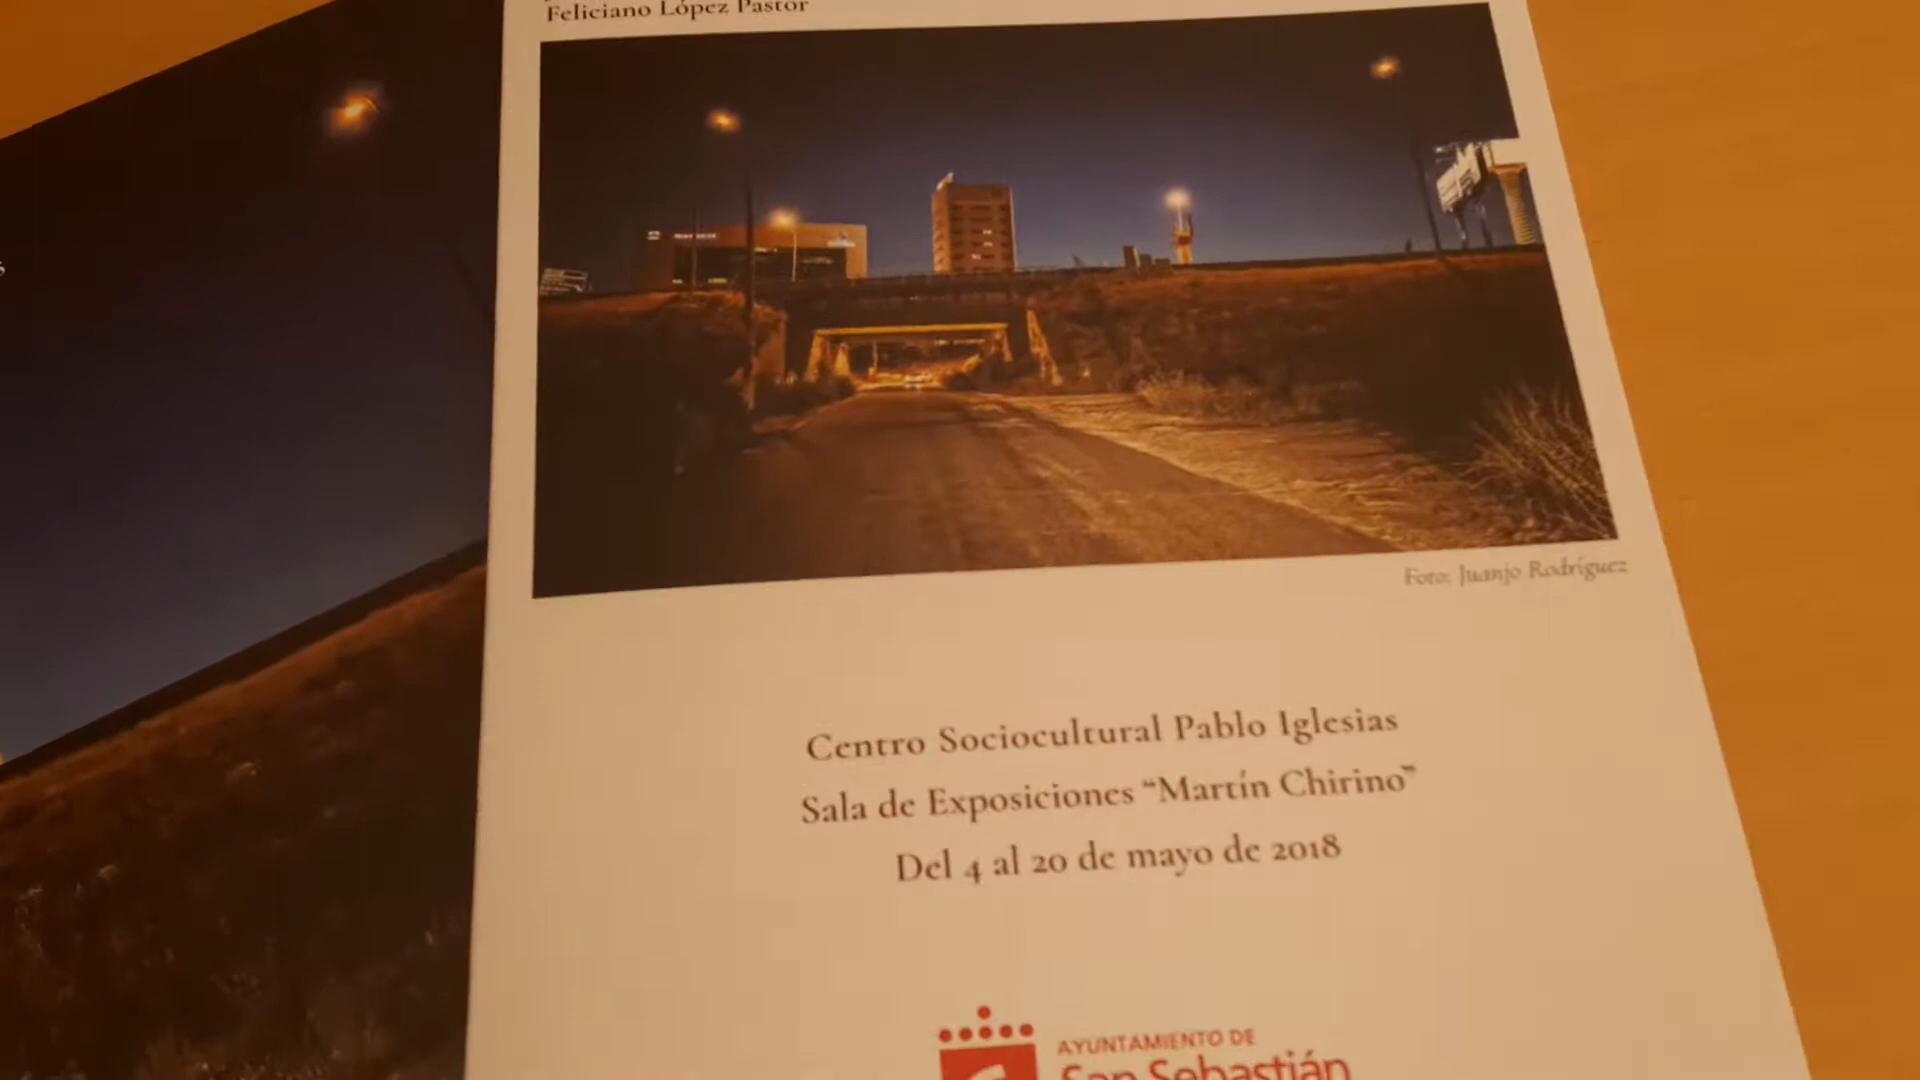 Feliciano López Pastor
Foto: Juanjo Rodríguez
Centro Sociocultural Pablo Iglesias
Sala de Exposiciones “Martín Chirino”
Del 4 al 20 de mayo de 2018
AYUNTAMIENTO DE
San Sebastián